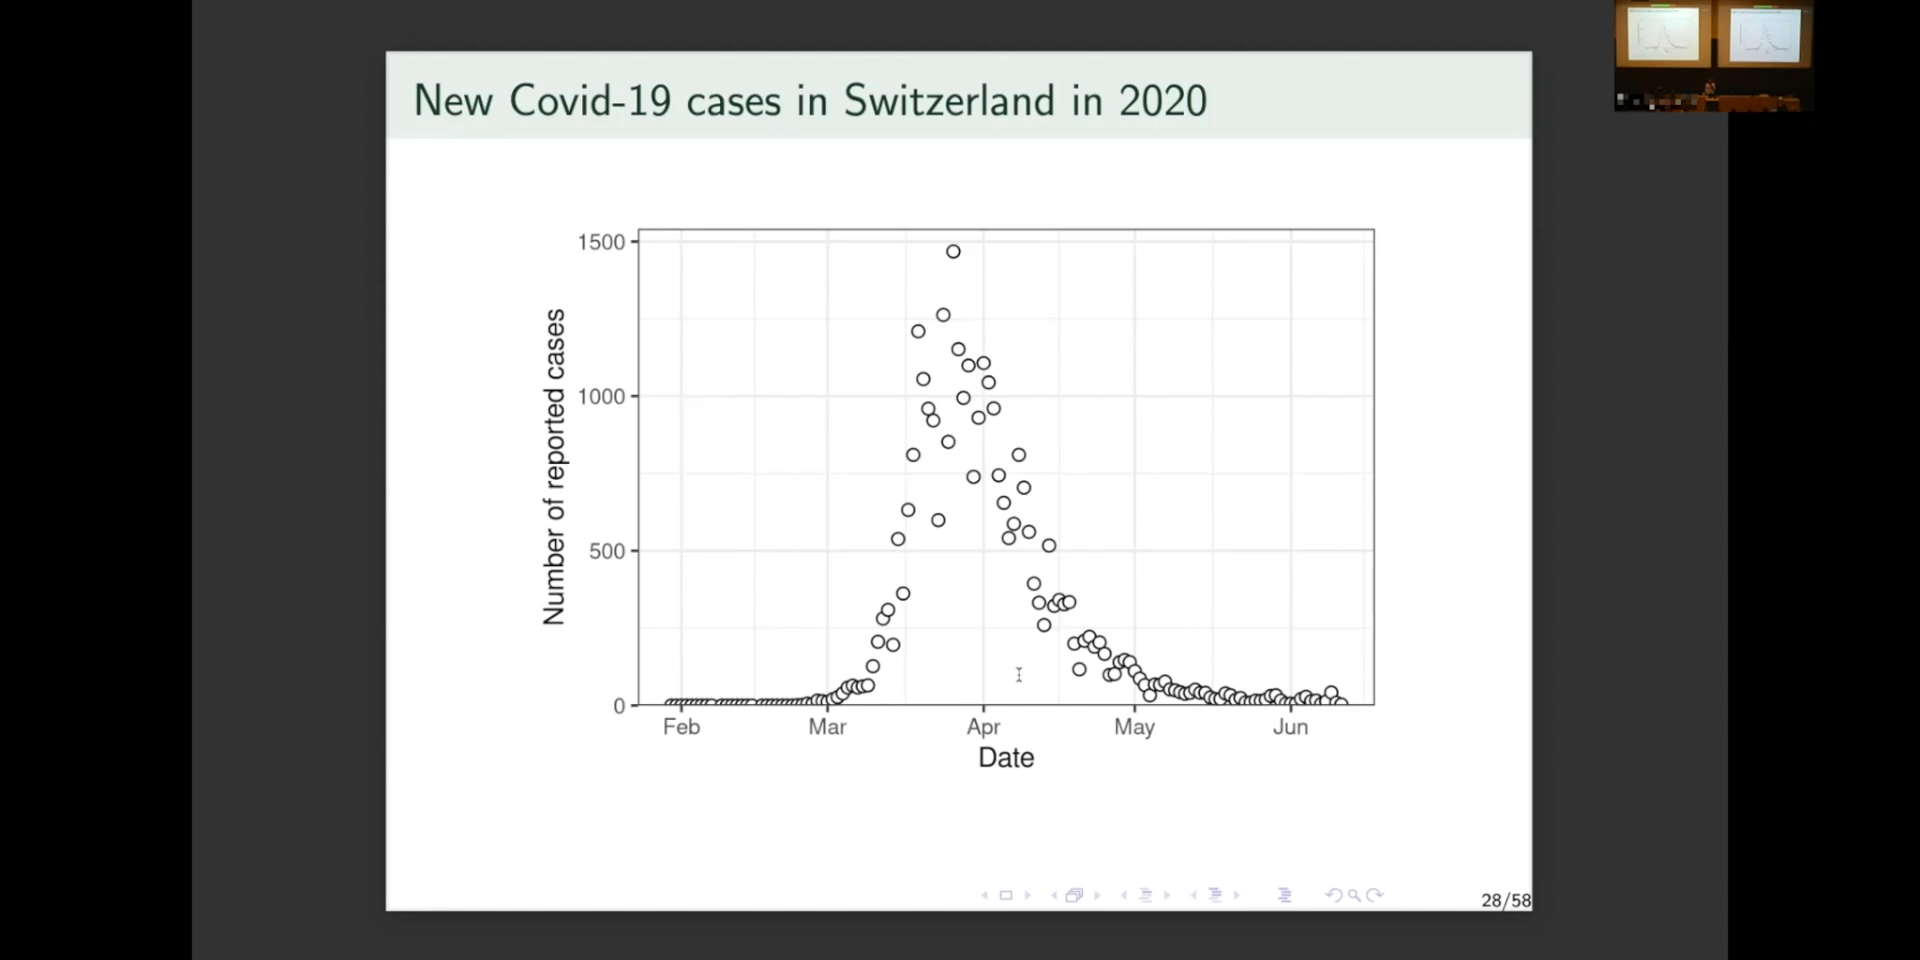 New Covid-19 cases in Switzerland in 2020
1500
1000
500
0
Number of reported cases
Feb Mar Apr May Jun
Date
28/58